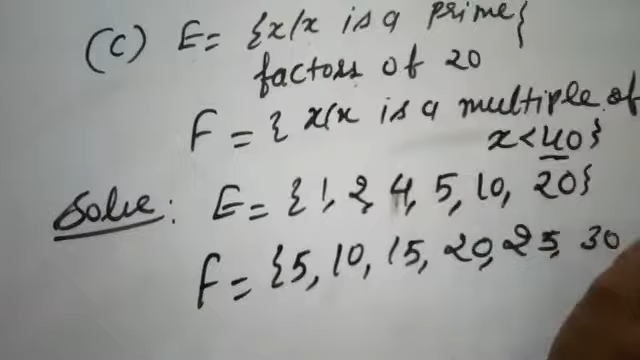 (C) E = {x/x is a prime}
factors of 20
F = { x/x is a multiple of
x < 40}
Solve : E = {1, 2, 4, 5, 10, 20}
F = {5, 10, 15, 20, 25, 30